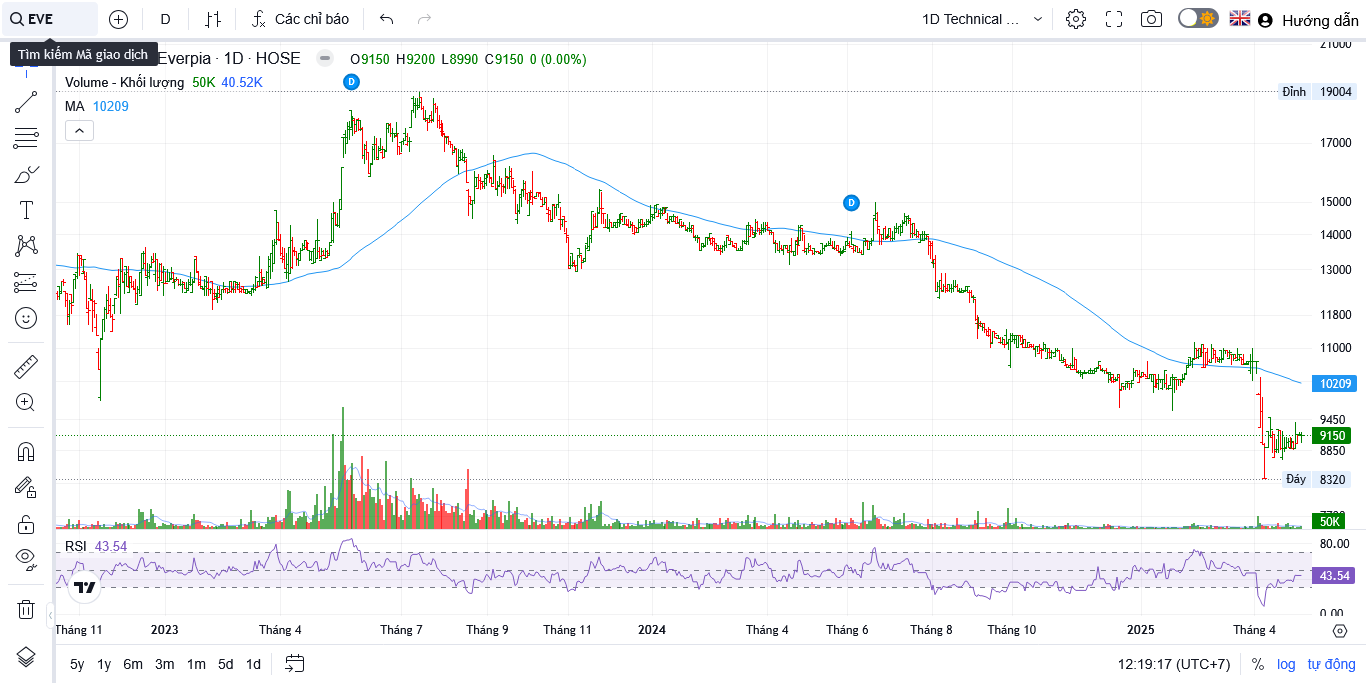 EVE D Các chỉ báo 1D Technical ... Hướng dẫn
Tìm kiếm Mã giao dịch Everpia · 1D · HOSE O9150 H9200 L8990 C9150 0 (0.00%)
Volume - Khối lượng 50K 40.52K
MA 10209
D
D
21000
Đỉnh 19004
17000
15000
14000
13000
11800
11000
10209
9450
9150
8850
Đáy 8320
50K
RSI 43.54
80.00
43.54
0.00
Tháng 11 2023 Tháng 4 Tháng 7 Tháng 9 Tháng 11 2024 Tháng 4 Tháng 6 Tháng 8 Tháng 10 2025 Tháng 4
5y 1y 6m 3m 1m 5d 1d 12:19:17 (UTC+7) % log tự động